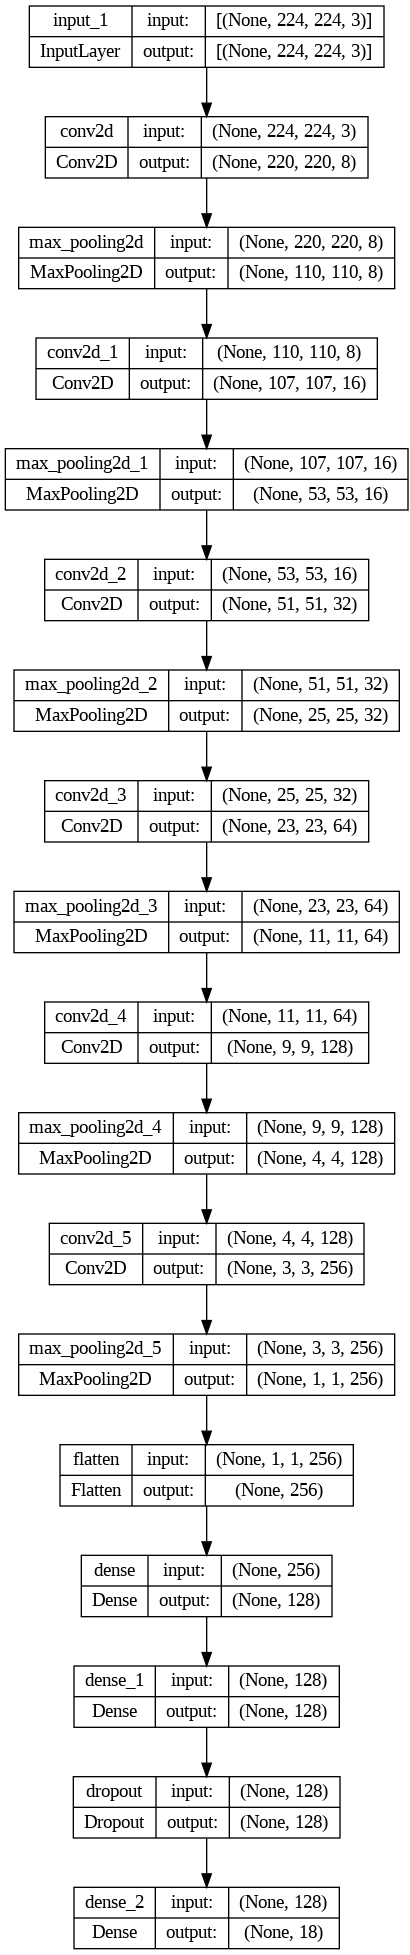 input_1 input: [(None, 224, 224, 3)]
InputLayer output: [(None, 224, 224, 3)]
conv2d input: (None, 224, 224, 3)
Conv2D output: (None, 220, 220, 8)
max_pooling2d input: (None, 220, 220, 8)
MaxPooling2D output: (None, 110, 110, 8)
conv2d_1 input: (None, 110, 110, 8)
Conv2D output: (None, 107, 107, 16)
max_pooling2d_1 input: (None, 107, 107, 16)
MaxPooling2D output: (None, 53, 53, 16)
conv2d_2 input: (None, 53, 53, 16)
Conv2D output: (None, 51, 51, 32)
max_pooling2d_2 input: (None, 51, 51, 32)
MaxPooling2D output: (None, 25, 25, 32)
conv2d_3 input: (None, 25, 25, 32)
Conv2D output: (None, 23, 23, 64)
max_pooling2d_3 input: (None, 23, 23, 64)
MaxPooling2D output: (None, 11, 11, 64)
conv2d_4 input: (None, 11, 11, 64)
Conv2D output: (None, 9, 9, 128)
max_pooling2d_4 input: (None, 9, 9, 128)
MaxPooling2D output: (None, 4, 4, 128)
conv2d_5 input: (None, 4, 4, 128)
Conv2D output: (None, 3, 3, 256)
max_pooling2d_5 input: (None, 3, 3, 256)
MaxPooling2D output: (None, 1, 1, 256)
flatten input: (None, 1, 1, 256)
Flatten output: (None, 256)
dense input: (None, 256)
Dense output: (None, 128)
dense_1 input: (None, 128)
Dense output: (None, 128)
dropout input: (None, 128)
Dropout output: (None, 128)
dense_2 input: (None, 128)
Dense output: (None, 18)